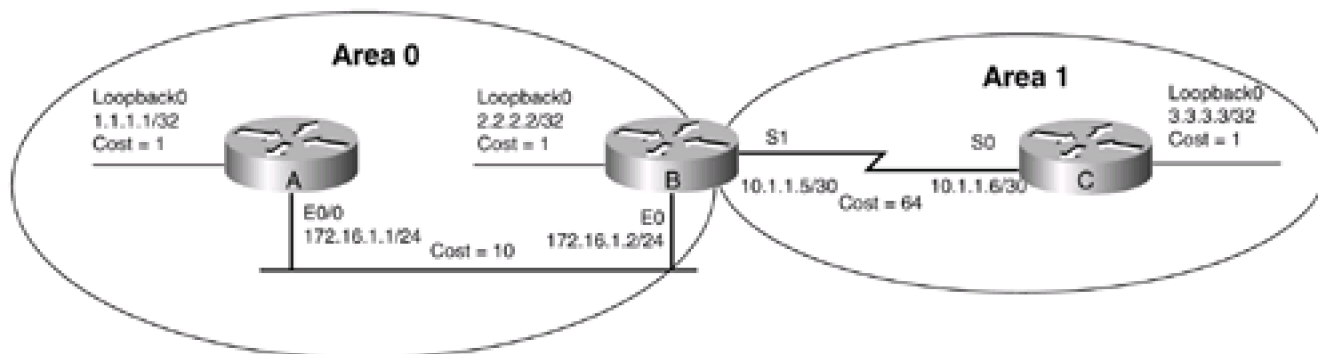 Area 0
Area 1
Loopback0
1.1.1.1/32
Cost = 1
Loopback0
2.2.2.2/32
Cost = 1
Loopback0
3.3.3.3/32
Cost = 1
A
B
C
S1
S0
10.1.1.5/30
10.1.1.6/30
Cost = 64
E0/0
172.16.1.1/24
E0
172.16.1.2/24
Cost = 10